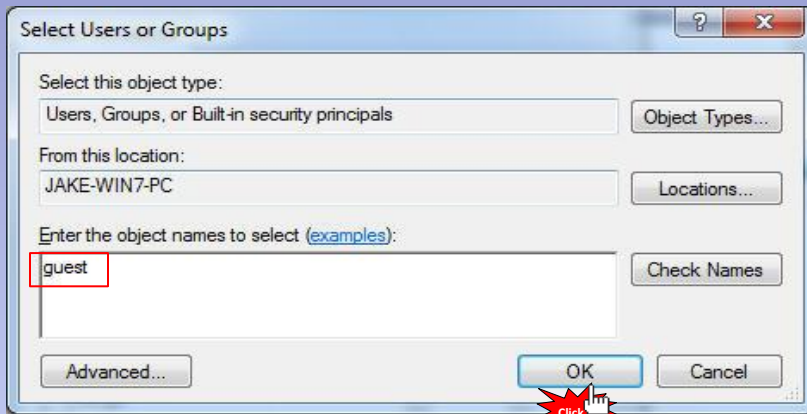 Select Users or Groups
?
X
Select this object type:
Users, Groups, or Built-in security principals
Object Types...
From this location:
JAKE-WIN7-PC
Locations...
Enter the object names to select (examples):
guest
Check Names
Advanced...
OK
Cancel
Click